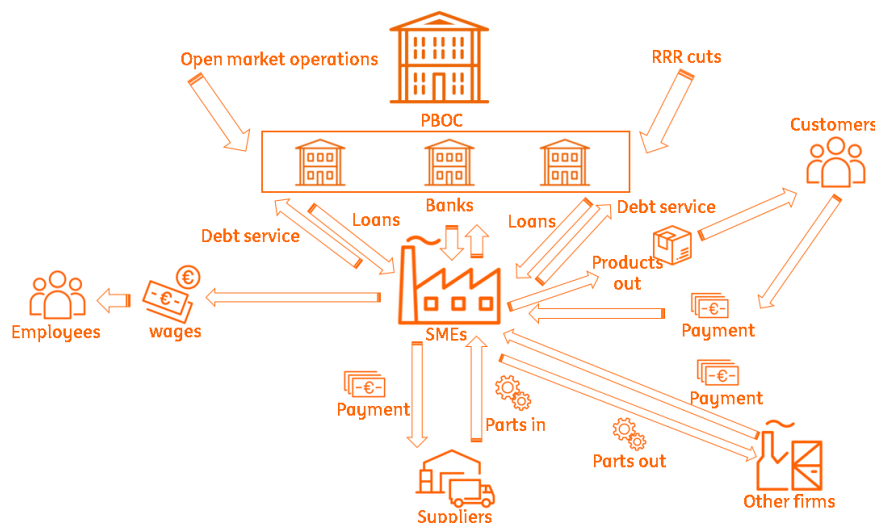 Open market operations
RRR cuts
PBOC
Customers
Banks
Loans
Loans
Debt service
Debt service
Products
out
Employees
wages
SMEs
Payment
Payment
Payment
Parts in
Parts out
Suppliers
Other firms